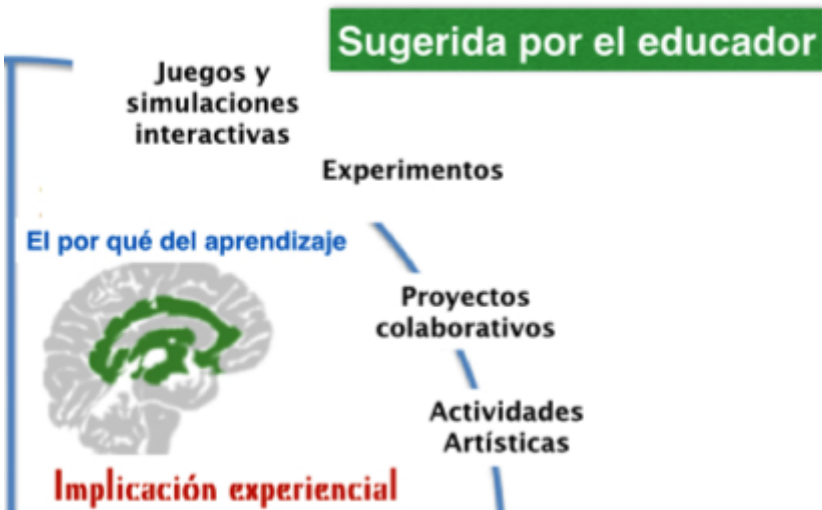 Sugerida por el educador
Juegos y
simulaciones
interactivas
Experimentos
El por qué del aprendizaje
Proyectos
colaborativos
Actividades
Artísticas
Implicación experiencial